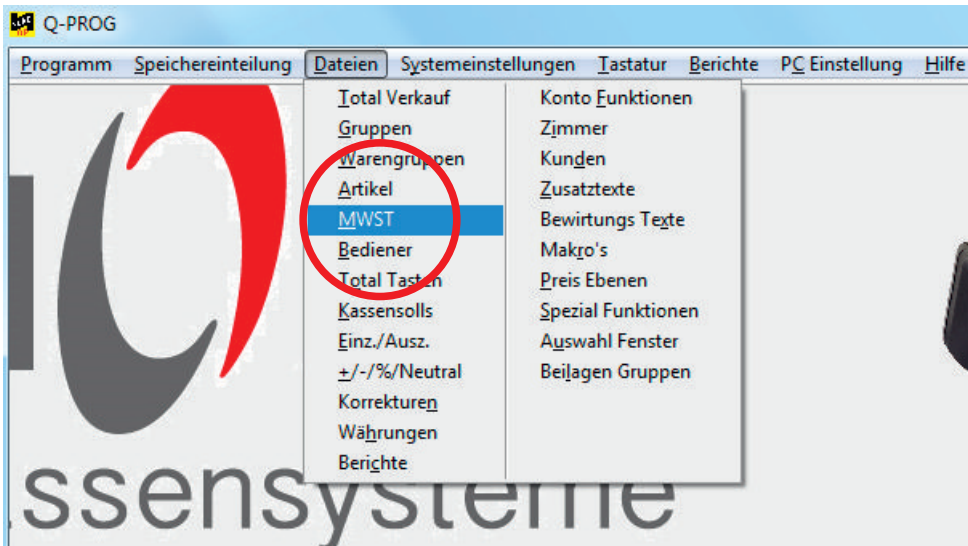 Q-PROG
Programm Speichereinteilung Dateien Systemeinstellungen Tastatur Berichte PC Einstellung Hilfe
Total Verkauf
Gruppen
Warengruppen
Artikel
MWST
Bediener
Total Tasten
Kassensolls
Einz./Ausz.
+/-/%/Neutral
Korrekturen
Währungen
Berichte
Konto Funktionen
Zimmer
Kunden
Zusatztexte
Bewirtungs Texte
Makro's
Preis Ebenen
Spezial Funktionen
Auswahl Fenster
Beilagen Gruppen
ssensysteme